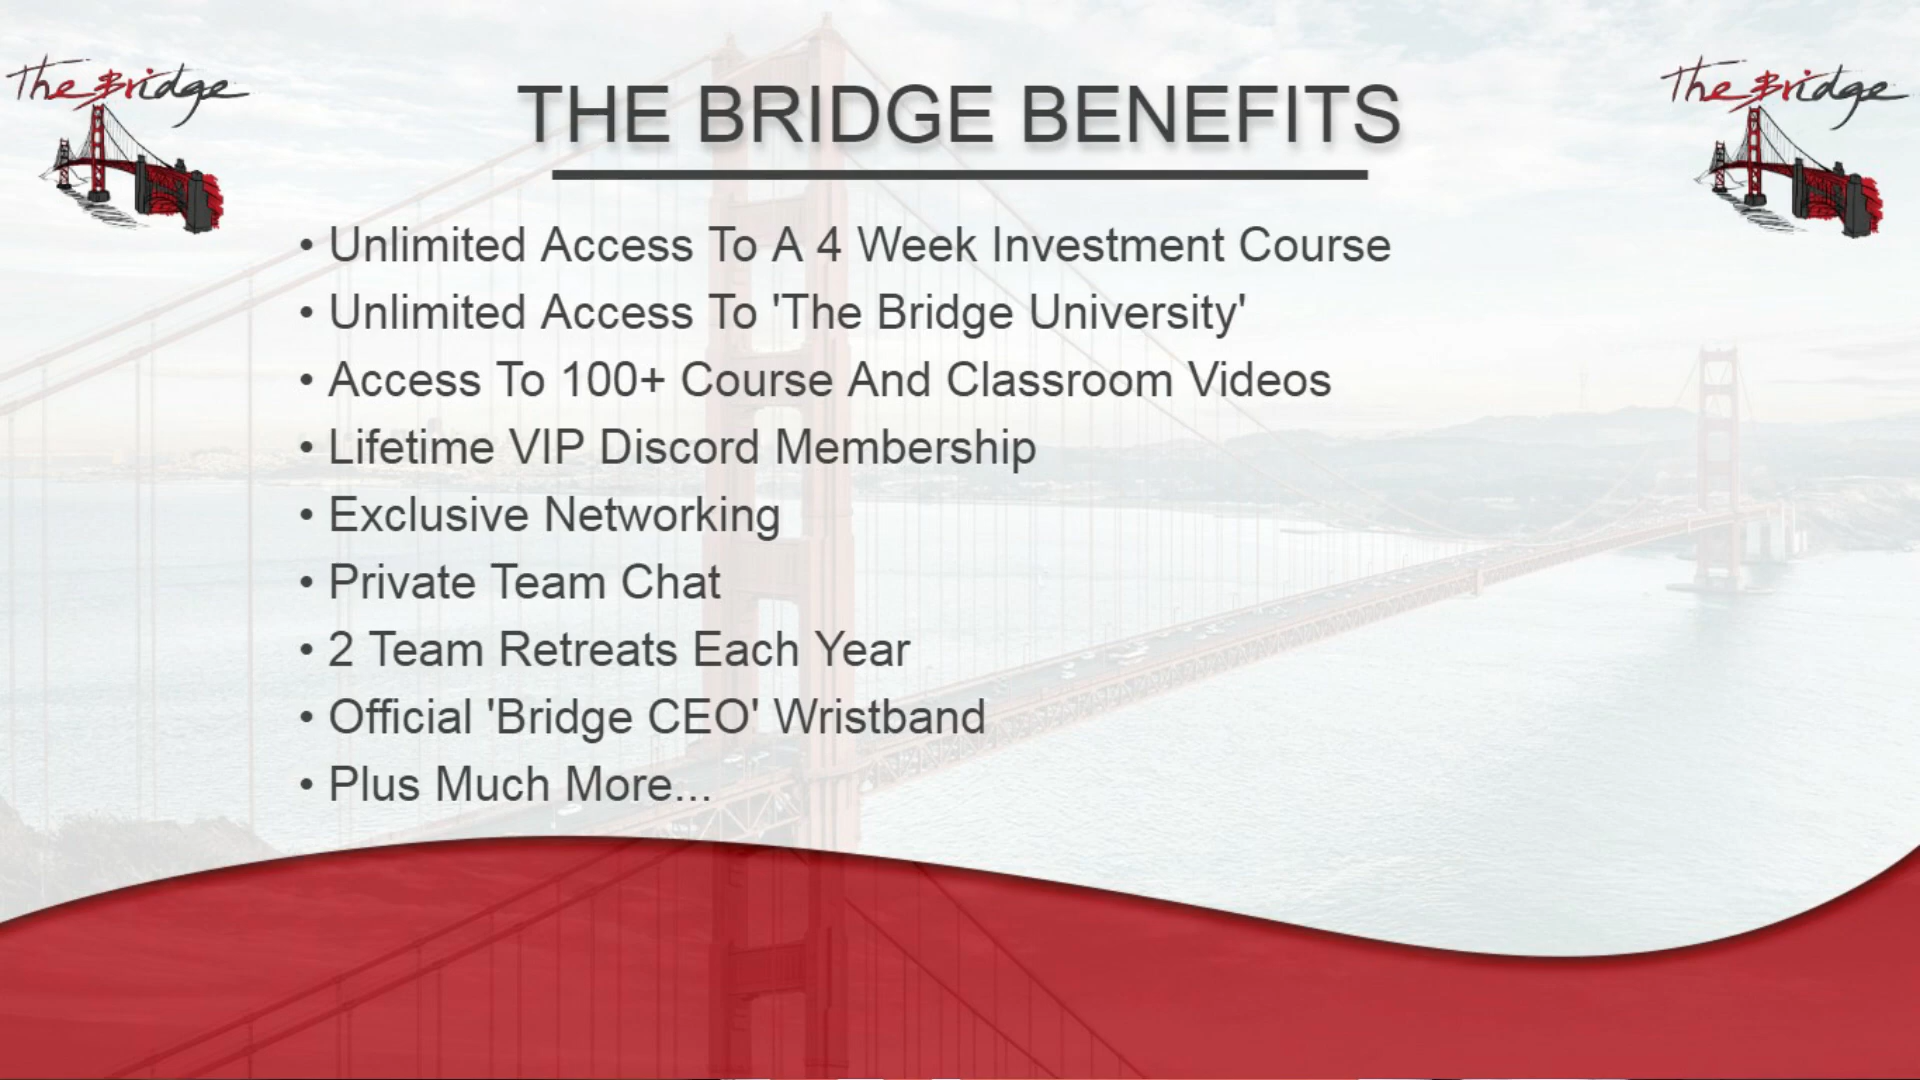 The Bridge
The Bridge
THE BRIDGE BENEFITS
• Unlimited Access To A 4 Week Investment Course
• Unlimited Access To 'The Bridge University'
• Access To 100+ Course And Classroom Videos
• Lifetime VIP Discord Membership
• Exclusive Networking
• Private Team Chat
• 2 Team Retreats Each Year
• Official 'Bridge CEO' Wristband
• Plus Much More...